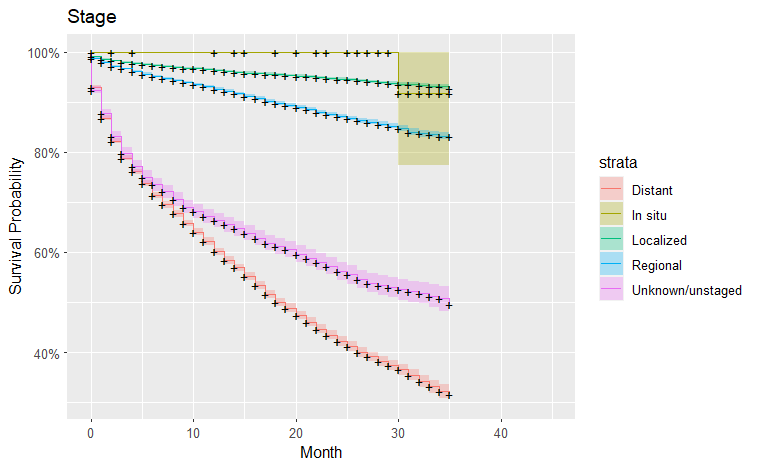 Stage
100%
80%
60%
40%
Survival Probability
0
10
20
30
40
Month
strata
Distant
In situ
Localized
Regional
Unknown/unstaged